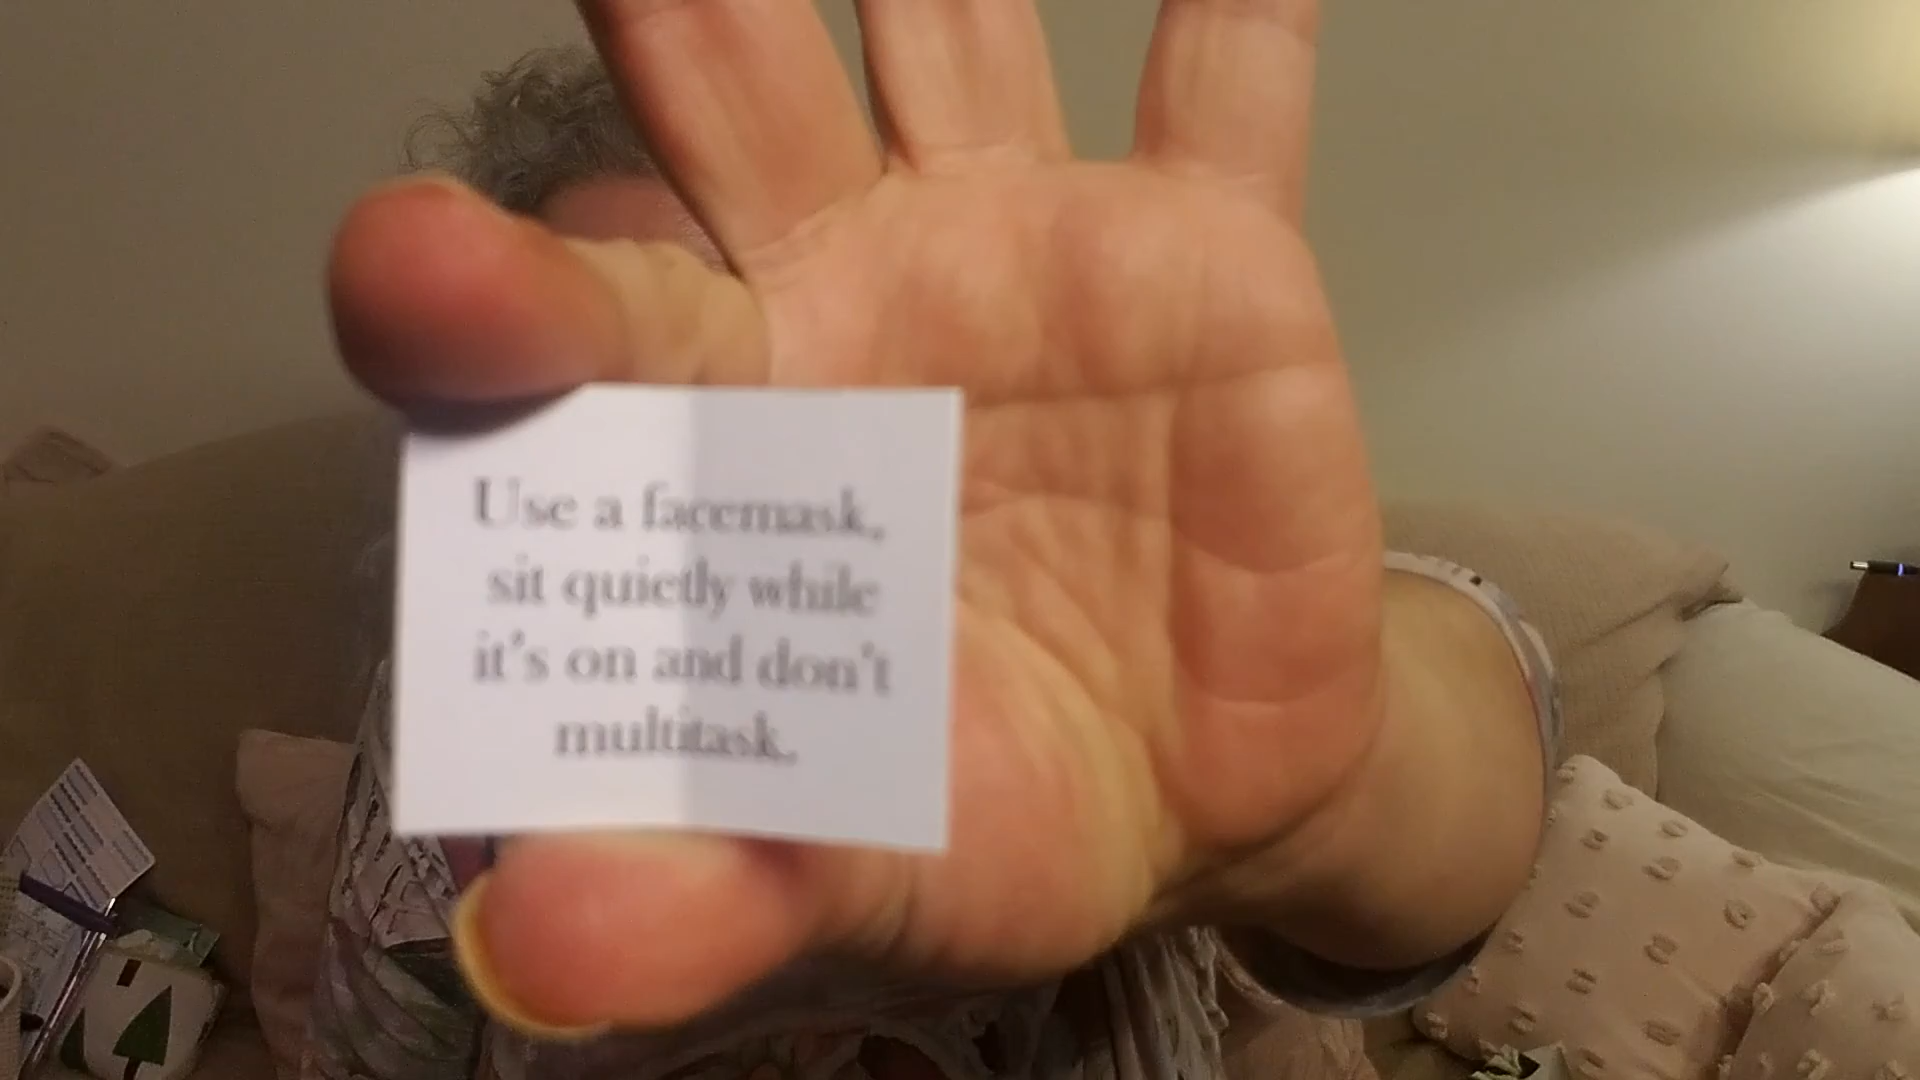 Use a facemask,
sit quietly while
it's on and don't
multitask.